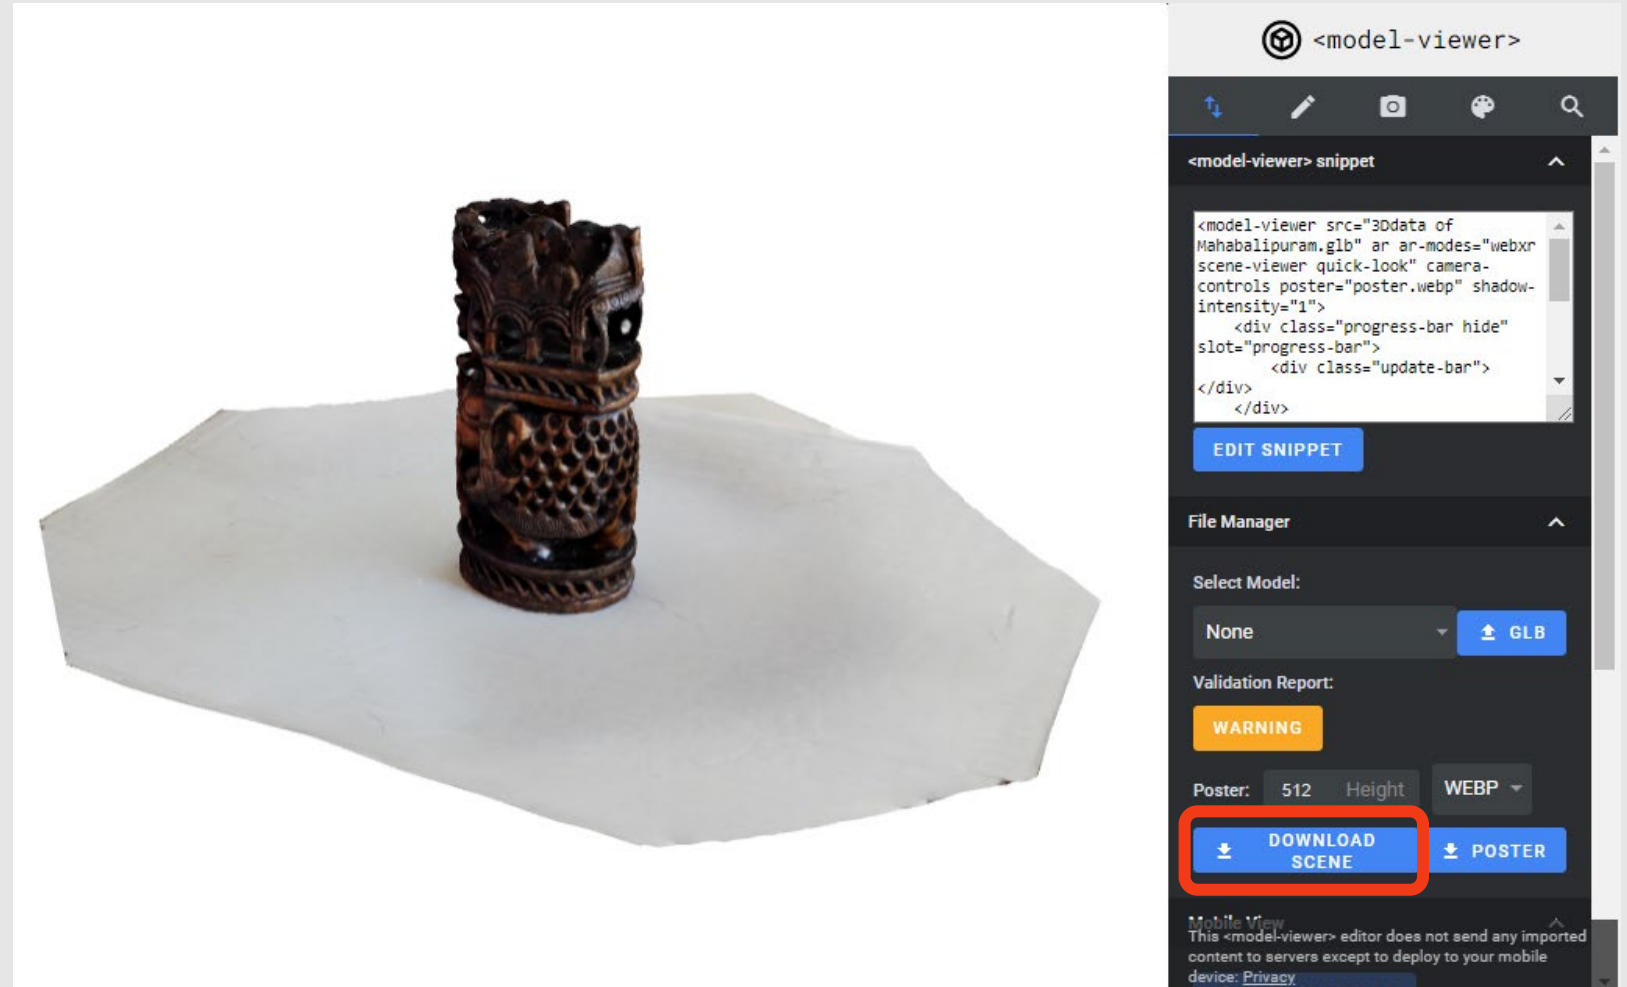 <model-viewer>
<model-viewer> snippet
<model-viewer src="3Ddata of
Mahabalipuram.glb" ar ar-modes="webxr
scene-viewer quick-look" camera-
controls poster="poster.webp" shadow-
intensity="1">
<div class="progress-bar hide"
slot="progress-bar">
<div class="update-bar">
</div>
</div>
EDIT SNIPPET
File Manager
Select Model:
None
GLB
Validation Report:
WARNING
Poster: 512 Height WEBP
DOWNLOAD
SCENE
POSTER
Mobile View
This <model-viewer> editor does not send any imported
content to servers except to deploy to your mobile
device: Privacy